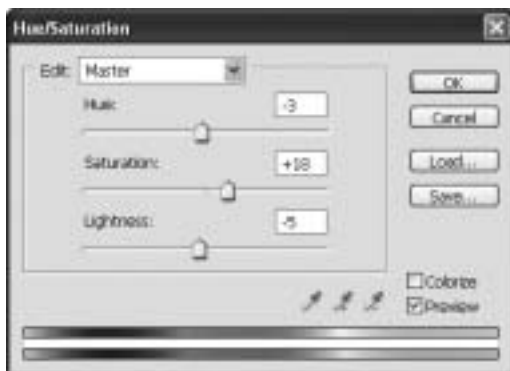 Hue/Saturation
Edit: Master
OK
Hue: -3
Cancel
Saturation: +18
Load...
Save...
Lightness: -5
Colorize
Preview